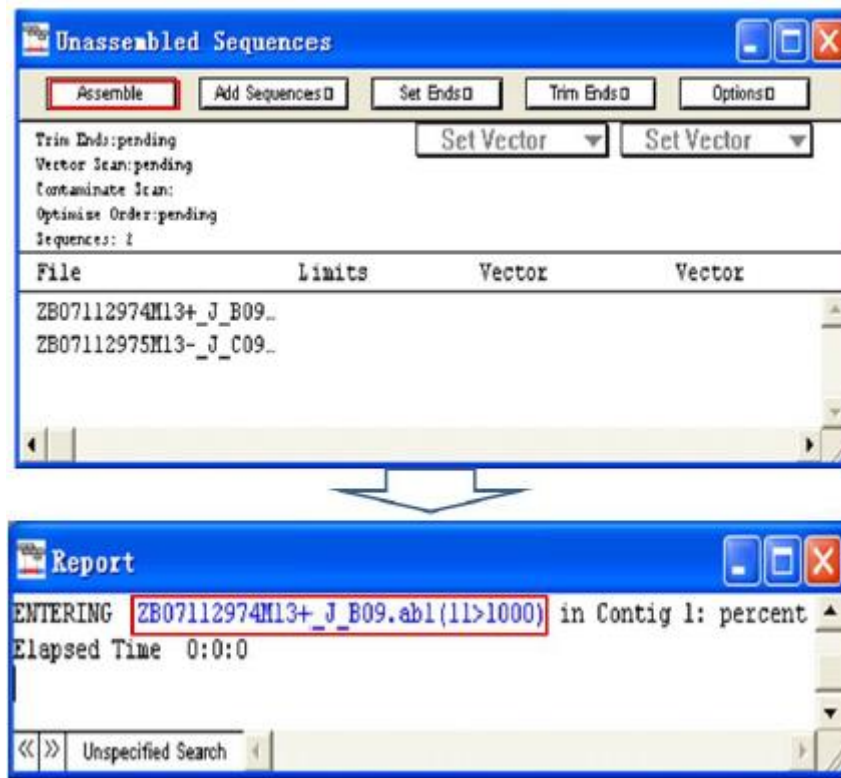 Unassembled Sequences
Assemble Add Sequences Set Ends Trim Ends Options
Trim Ends:pending Set Vector Set Vector
Vector Scan:pending
Contaminate Scan:
Optimise Order:pending
Sequences: 2
File Limits Vector Vector
ZB07112974M13+_J_B09…
ZB07112975M13-_J_C09…
Report
ENTERING ZB07112974M13+_J_B09.ab1(11>1000) in Contig 1: percent
Elapsed Time 0:0:0
Unspecified Search